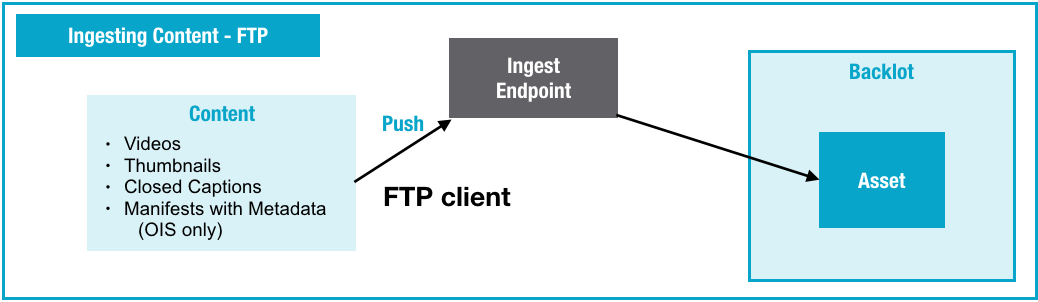 Ingesting Content - FTP
Ingest
Endpoint
Backlot
Content
Push
· Videos
· Thumbnails
· Closed Captions
· Manifests with Metadata
(OIS only)
FTP client
Asset